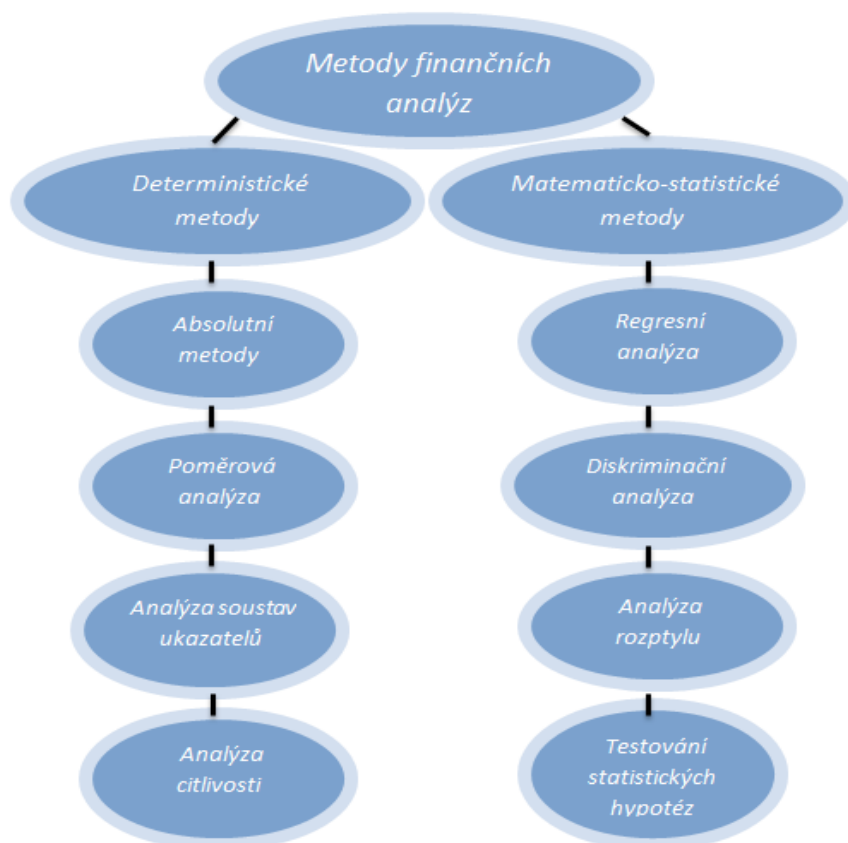 Metody finančních
analýz
Deterministické
metody
Matematicko-statistické
metody
Absolutní
metody
Regresní
analýza
Poměrová
analýza
Diskriminační
analýza
Analýza soustav
ukazatelů
Analýza
rozptylu
Analýza
citlivosti
Testování
statistických
hypotéz